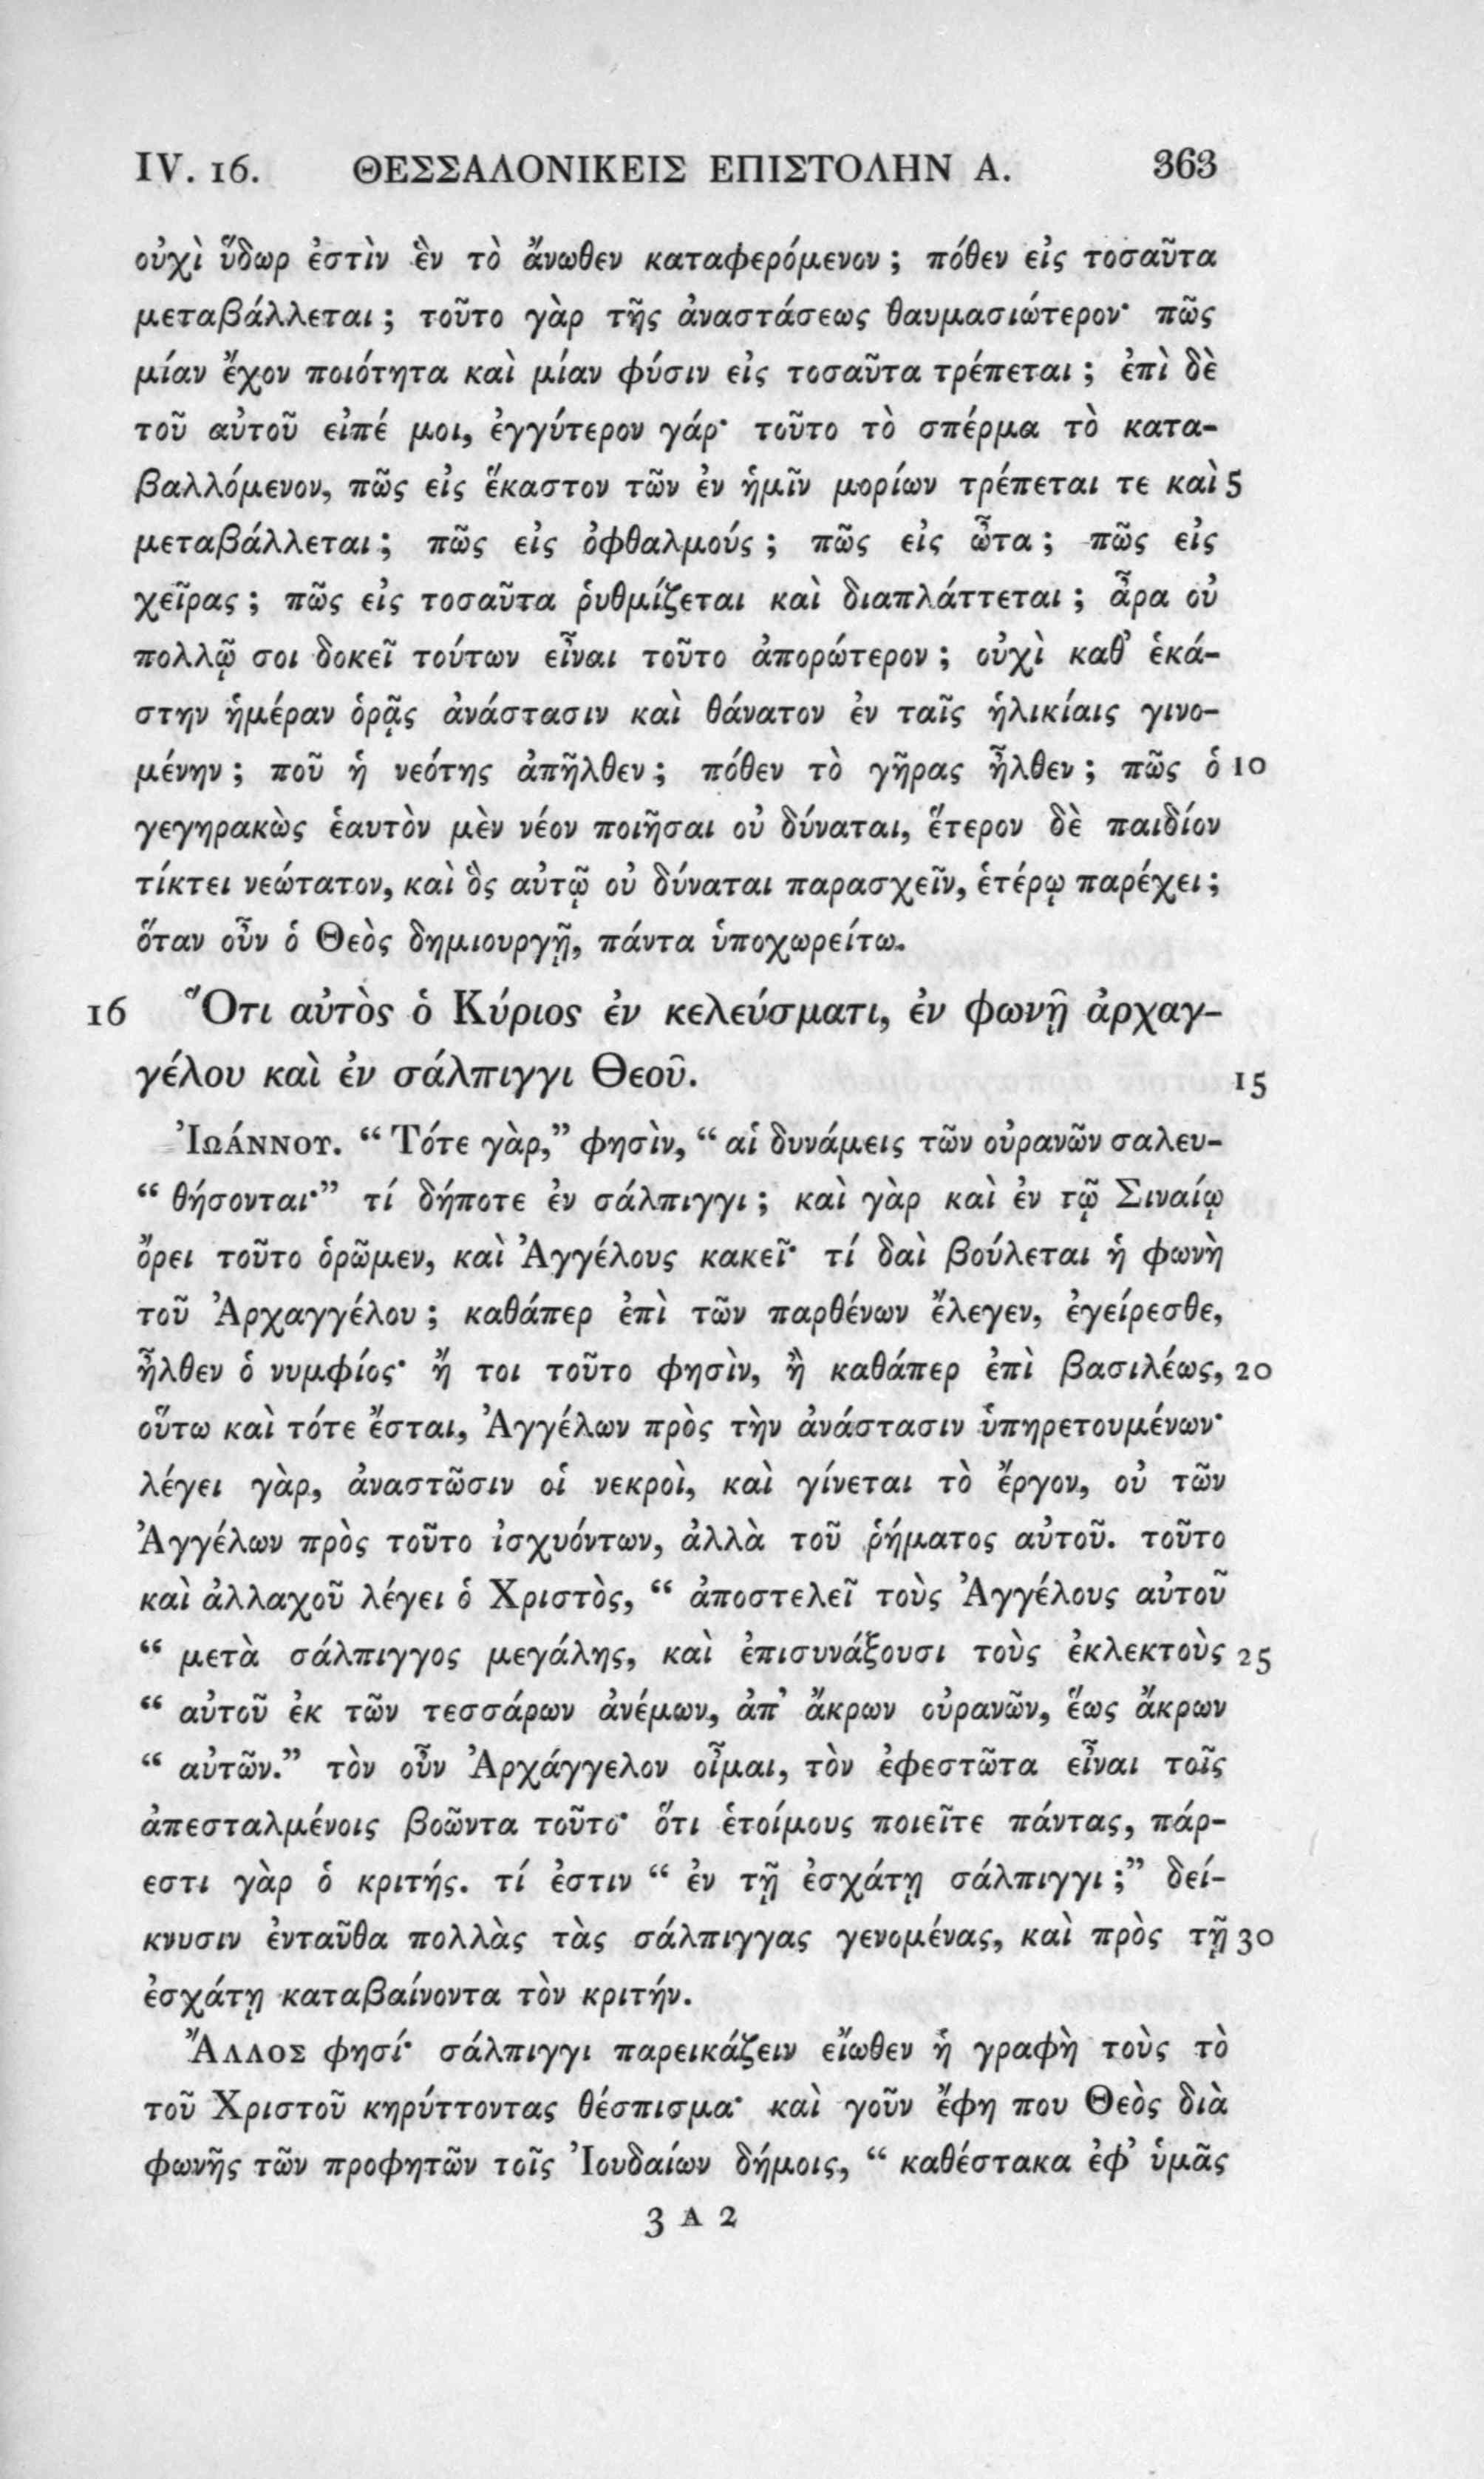 IV. 16. ΘΕΣΣΑΛΟΝΙΚΕΙΣ ΕΠΙΣΤΟΛΗΝ Α. 363
οὐχὶ ὕδωρ ἐστὶν ἓν τὸ ἄνωθεν καταφερόμενον ; πόθεν εἰς τοσαῦτα
μεταβάλλεται ; τοῦτο γὰρ τῆς ἀναστάσεως θαυμασιώτερον· πῶς
μίαν ἔχον ποιότητα καὶ μίαν φύσιν εἰς τοσαῦτα τρέπεται ; ἐπὶ δὲ
τοῦ αὐτοῦ εἰπέ μοι, ἐγγύτερον γάρ· τοῦτο τὸ σπέρμα τὸ κατα-
βαλλόμενον, πῶς εἰς ἕκαστον τῶν ἐν ἡμῖν μορίων τρέπεται τε καὶ 5
μεταβάλλεται ; πῶς εἰς ὀφθαλμούς ; πῶς εἰς ὦτα ; πῶς εἰς
χεῖρας ; πῶς εἰς τοσαῦτα ῥυθμίζεται καὶ διαπλάττεται ; ἆρα οὐ
πολλῷ σοι δοκεῖ τούτων εἶναι τοῦτο ἀπορώτερον ; οὐχὶ καθ’ ἑκά-
στην ἡμέραν ὁρᾷς ἀνάστασιν καὶ θάνατον ἐν ταῖς ἡλικίαις γινο-
μένην ; ποῦ ἡ νεότης ἀπῆλθεν ; πόθεν τὸ γῆρας ἦλθεν ; πῶς ὁ 10
γεγηρακὼς ἑαυτὸν μὲν νέον ποιῆσαι οὐ δύναται, ἕτερον δὲ παιδίον
τίκτει νεώτατον, καὶ ὃς αὐτῷ οὐ δύναται παρασχεῖν, ἑτέρῳ παρέχει ;
ὅταν οὖν ὁ Θεὸς δημιουργῇ, πάντα ὑποχωρείτω.
16 Ὅτι αὐτὸς ὁ Κύριος ἐν κελεύσματι, ἐν φωνῇ ἀρχαγ-
γέλου καὶ ἐν σάλπιγγι Θεοῦ. 15
ἸΩΆΝΝΟΥ. “ Τότε γὰρ,” φησὶν, “ αἱ δυνάμεις τῶν οὐρανῶν σαλευ-
“ θήσονται·” τί δήποτε ἐν σάλπιγγι ; καὶ γὰρ καὶ ἐν τῷ Σιναίῳ
ὄρει τοῦτο ὁρῶμεν, καὶ Ἀγγέλους κακεῖ· τί δαὶ βούλεται ἡ φωνὴ
τοῦ Ἀρχαγγέλου ; καθάπερ ἐπὶ τῶν παρθένων ἔλεγεν, ἐγείρεσθε,
ἦλθεν ὁ νυμφίος· ἤ τοι τοῦτο φησὶν, ἢ καθάπερ ἐπὶ βασιλέως, 20
οὕτω καὶ τότε ἔσται, Ἀγγέλων πρὸς τὴν ἀνάστασιν ὑπηρετουμένων·
λέγει γὰρ, ἀναστῶσιν οἱ νεκροὶ, καὶ γίνεται τὸ ἔργον, οὐ τῶν
Ἀγγέλων πρὸς τοῦτο ἰσχυόντων, ἀλλὰ τοῦ ῥήματος αὐτοῦ. τοῦτο
καὶ ἀλλαχοῦ λέγει ὁ Χριστὸς, “ ἀποστελεῖ τοὺς Ἀγγέλους αὐτοῦ
“ μετὰ σάλπιγγος μεγάλης, καὶ ἐπισυνάξουσι τοὺς ἐκλεκτοὺς 25
“ αὐτοῦ ἐκ τῶν τεσσάρων ἀνέμων, ἀπ’ ἄκρων οὐρανῶν, ἕως ἄκρων
“ αὐτῶν.” τὸν οὖν Ἀρχάγγελον οἶμαι, τὸν ἐφεστῶτα εἶναι τοῖς
ἀπεσταλμένοις βοῶντα τοῦτο· ὅτι ἑτοίμους ποιεῖτε πάντας, πάρ-
εστι γὰρ ὁ κριτής. τί ἐστιν “ ἐν τῇ ἐσχάτῃ σάλπιγγι ;” δεί-
κνυσιν ἐνταῦθα πολλὰς τὰς σάλπιγγας γενομένας, καὶ πρὸς τῇ 30
ἐσχάτῃ καταβαίνοντα τὸν κριτήν.
ἌΛΛΟΣ φησί· σάλπιγγι παρεικάζειν εἴωθεν ἡ γραφὴ τοὺς τὸ
τοῦ Χριστοῦ κηρύττοντας θέσπισμα· καὶ γοῦν ἔφη που Θεὸς διὰ
φωνῆς τῶν προφητῶν τοῖς Ἰουδαίων δήμοις, “ καθέστακα ἐφ’ ὑμᾶς
3 A 2